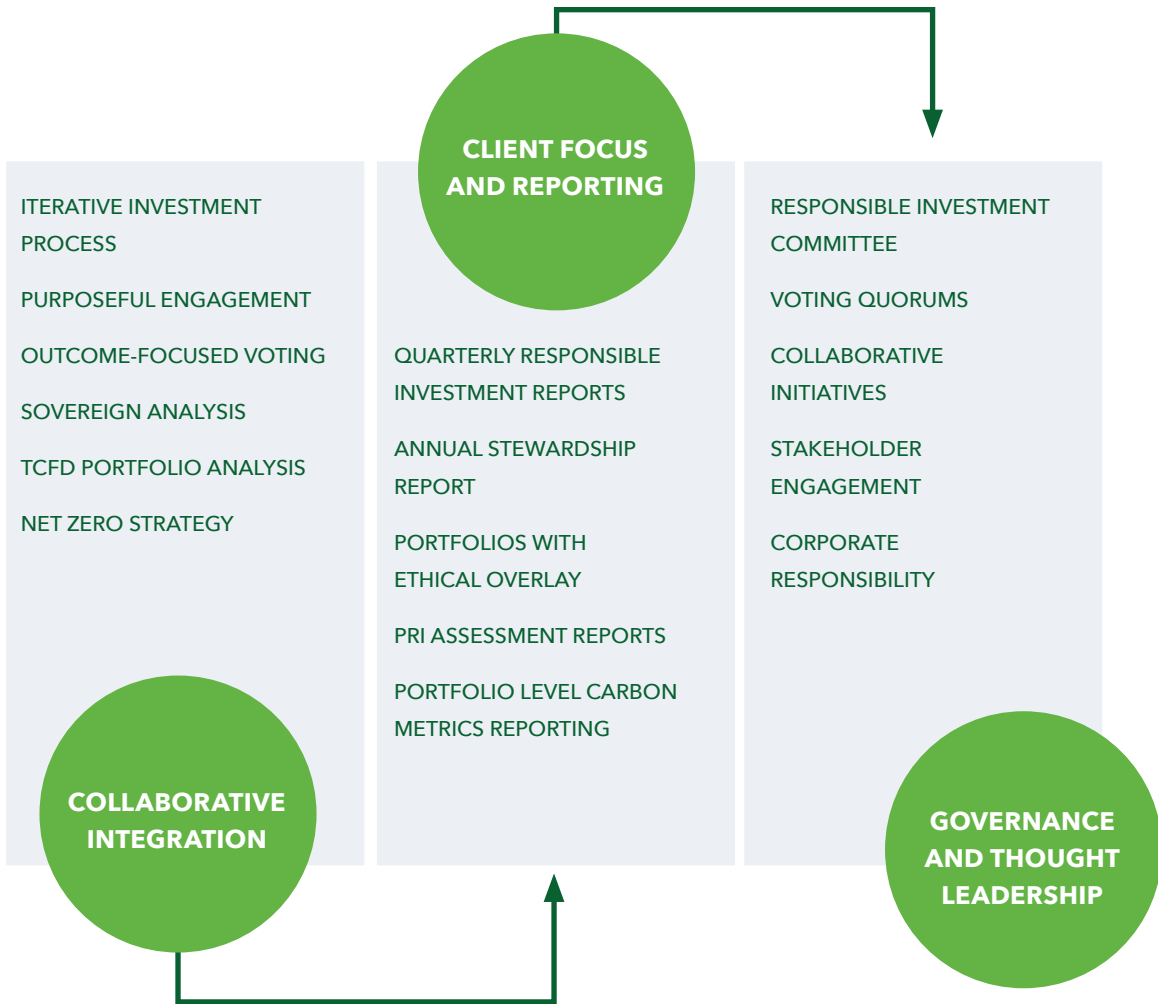 ITERATIVE INVESTMENT
PROCESS
PURPOSEFUL ENGAGEMENT
OUTCOME-FOCUSED VOTING
SOVEREIGN ANALYSIS
TCFD PORTFOLIO ANALYSIS
NET ZERO STRATEGY
COLLABORATIVE
INTEGRATION
CLIENT FOCUS
AND REPORTING
QUARTERLY RESPONSIBLE
INVESTMENT REPORTS
ANNUAL STEWARDSHIP
REPORT
PORTFOLIOS WITH
ETHICAL OVERLAY
PRI ASSESSMENT REPORTS
PORTFOLIO LEVEL CARBON
METRICS REPORTING
RESPONSIBLE INVESTMENT
COMMITTEE
VOTING QUORUMS
COLLABORATIVE
INITIATIVES
STAKEHOLDER
ENGAGEMENT
CORPORATE
RESPONSIBILITY
GOVERNANCE
AND THOUGHT
LEADERSHIP